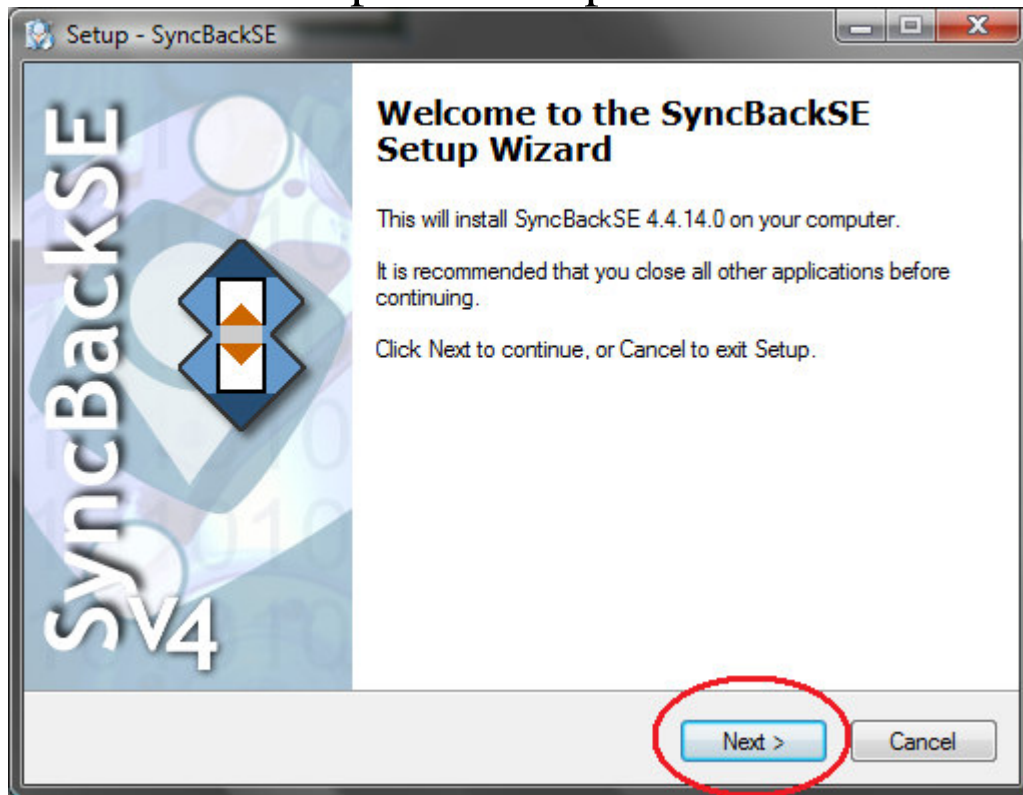 Setup - SyncBackSE
SyncBackSE
V4
Welcome to the SyncBackSE
Setup Wizard
This will install SyncBackSE 4.4.14.0 on your computer.
It is recommended that you close all other applications before
continuing.
Click Next to continue, or Cancel to exit Setup.
Next >
Cancel